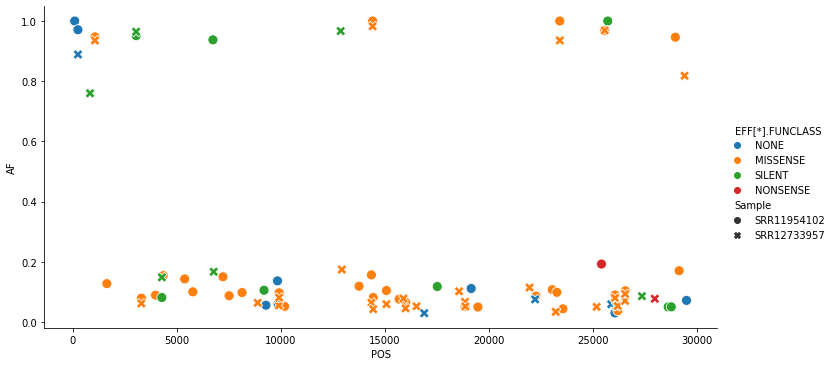 1.0
0.8
0.6
0.4
0.2
0.0
AF
0
5000
10000
15000
20000
25000
30000
POS
EFF[*].FUNCLASS
NONE
MISSENSE
SILENT
NONSENSE
Sample
SRR11954102
SRR12733957